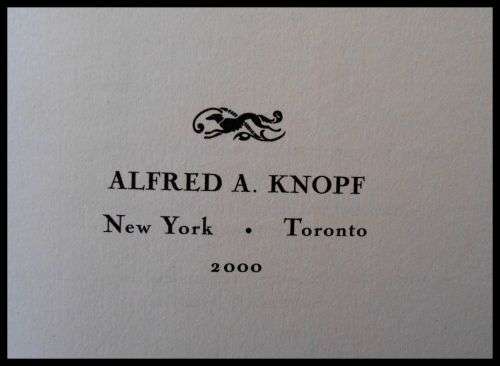 ALFRED A. KNOPF
New York • Toronto
2000